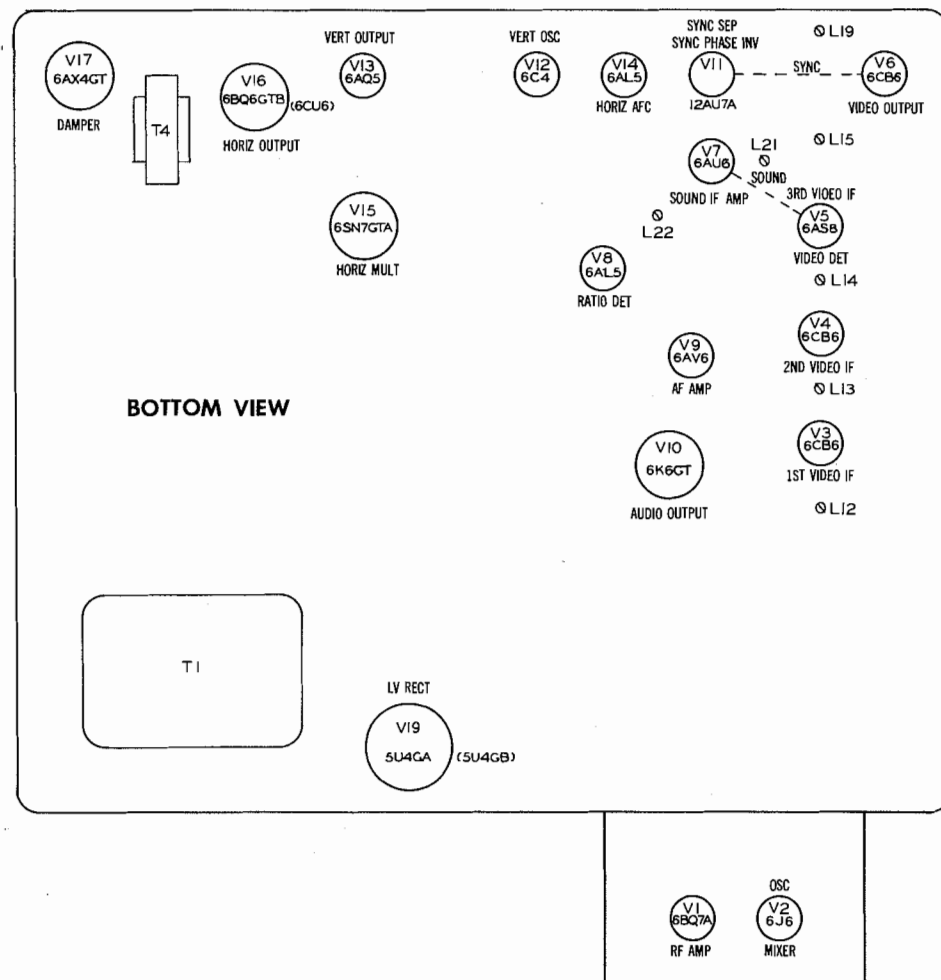 SYNC SEP
SYNC PHASE INV
L19
VERT OUTPUT
VERT OSC
V17
6AX4GT
DAMPER
T4
V16
6BQ6GTB
(6CU6)
HORIZ OUTPUT
V13
6AQ5
V12
6C4
V14
6AL5
HORIZ AFC
V11
12AU7A
SYNC
V6
6CB6
VIDEO OUTPUT
L15
V7
6AU6
SOUND IF AMP
L21
SOUND
3RD VIDEO IF
V5
6AS8
VIDEO DET
L22
V15
6SN7GTA
HORIZ MULT
V8
6AL5
RATIO DET
L14
V9
6AV6
AF AMP
V4
6CB6
2ND VIDEO IF
L13
BOTTOM VIEW
V10
6K6GT
AUDIO OUTPUT
V3
6CB6
1ST VIDEO IF
L12
T1
LV RECT
V19
5U4GA
(5U4GB)
V1
6BQ7A
RF AMP
OSC
V2
6J6
MIXER